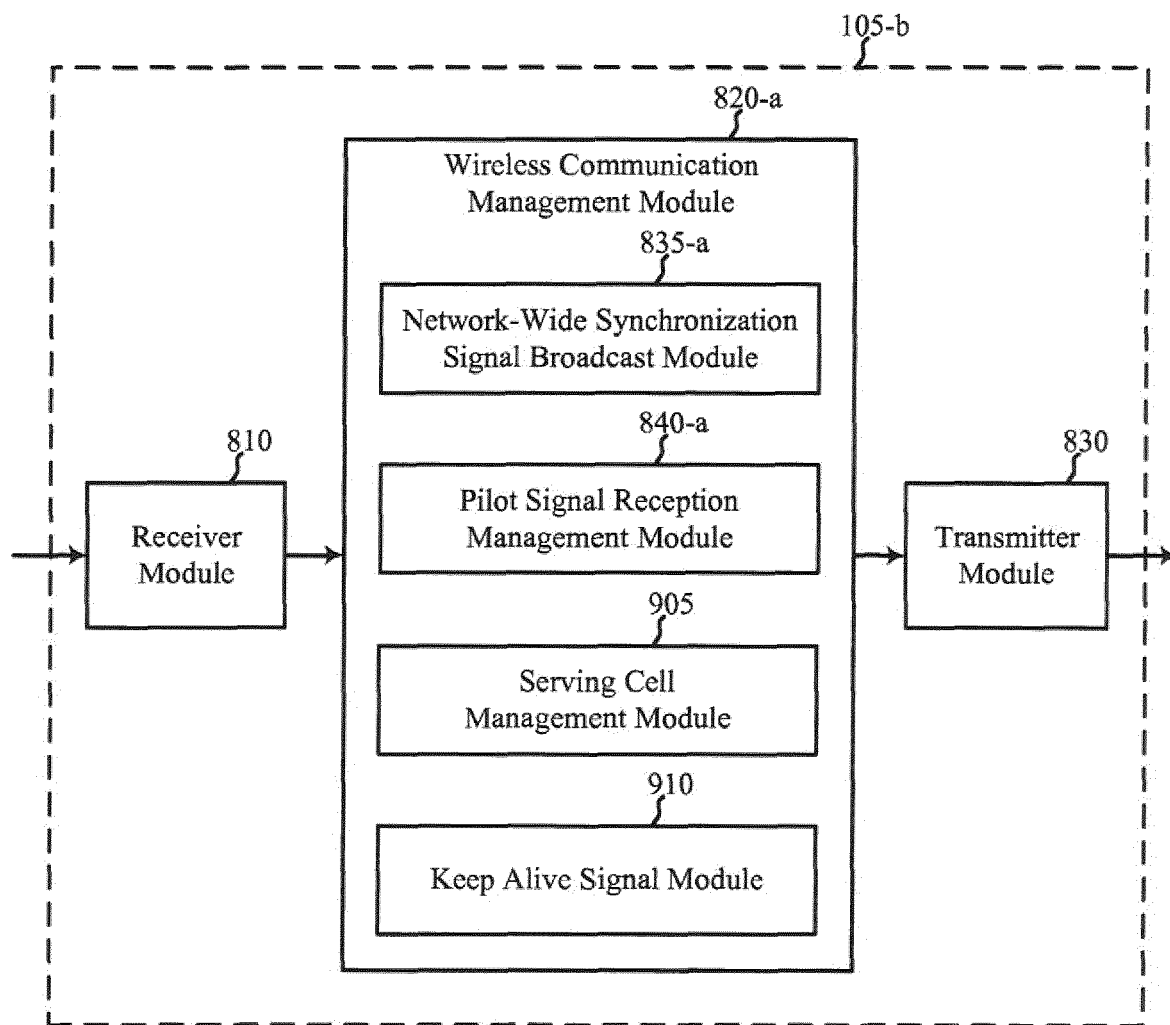 105-b
820-a
Wireless Communication
Management Module
835-a
Network-Wide Synchronization
Signal Broadcast Module
840-a
Pilot Signal Reception
Management Module
810
Receiver
Module
830
Transmitter
Module
905
Serving Cell
Management Module
910
Keep Alive Signal Module